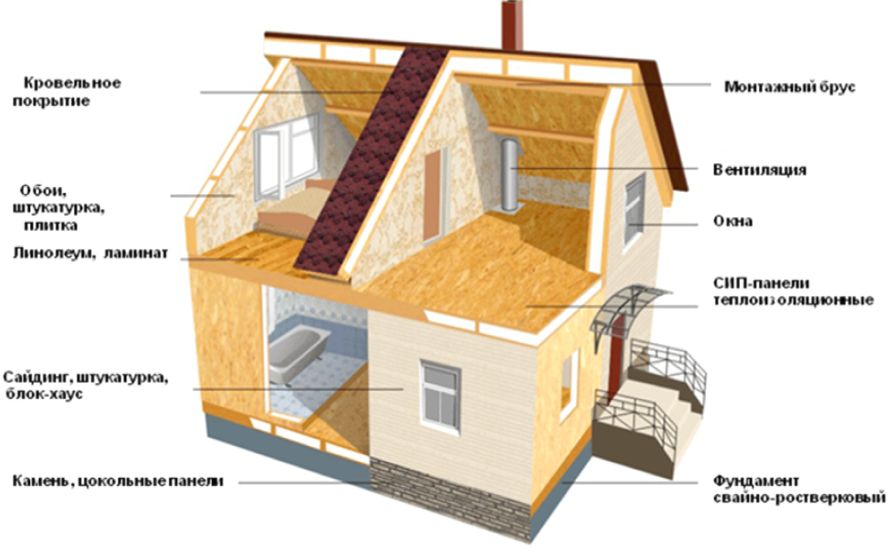 Кровельное
покрытие
Обои,
штукатурка,
плитка
Линолеум, ламинат
Сайдинг, штукатурка,
блок-хаус
Камень, цокольные панели
Монтажный брус
Вентиляция
Окна
СИП-панели
теплоизоляционные
Фундамент
свайно-ростверковый